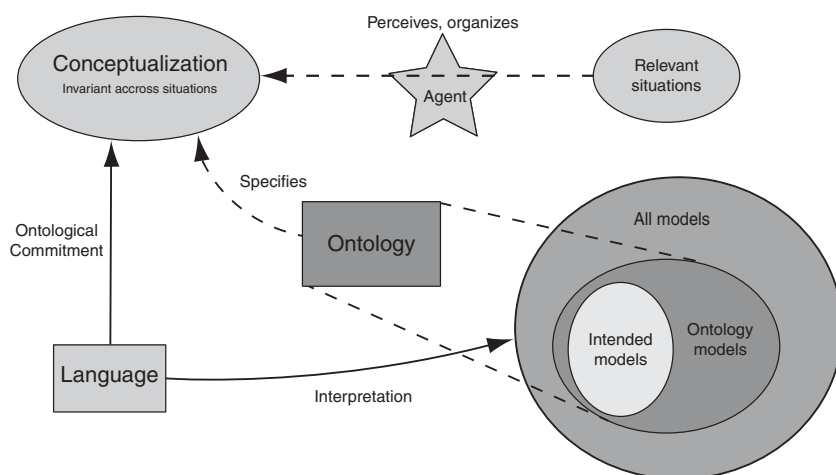 Perceives, organizes
Conceptualization
Invariant accross situations
Agent
Relevant
situations
Specifies
Ontological
Commitment
Ontology
All models
Intended
models
Ontology
models
Language
Interpretation